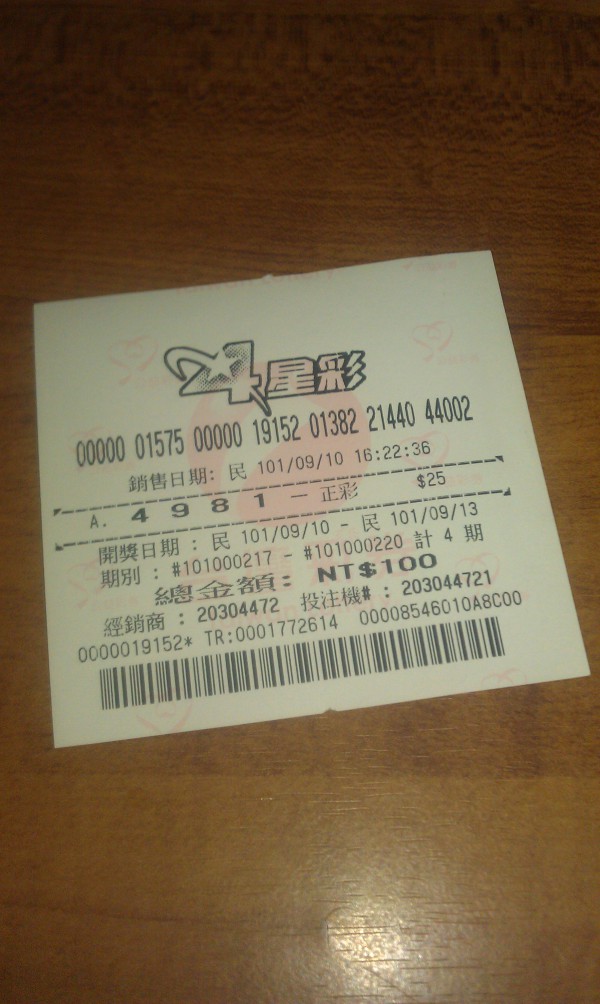 4星彩
00000 01575 00000 19152 01382 21440 44002
銷售日期: 民 101/09/10 16:22:36
A. 4 9 8 1 - 正彩 $25
開獎日期 : 民 101/09/10 - 民 101/09/13
期別 : #101000217 - #101000220 計 4 期
總金額: NT$100
經銷商 : 20304472 投注機# : 203044721
0000019152* TR:0001772614 00008546010A8C00